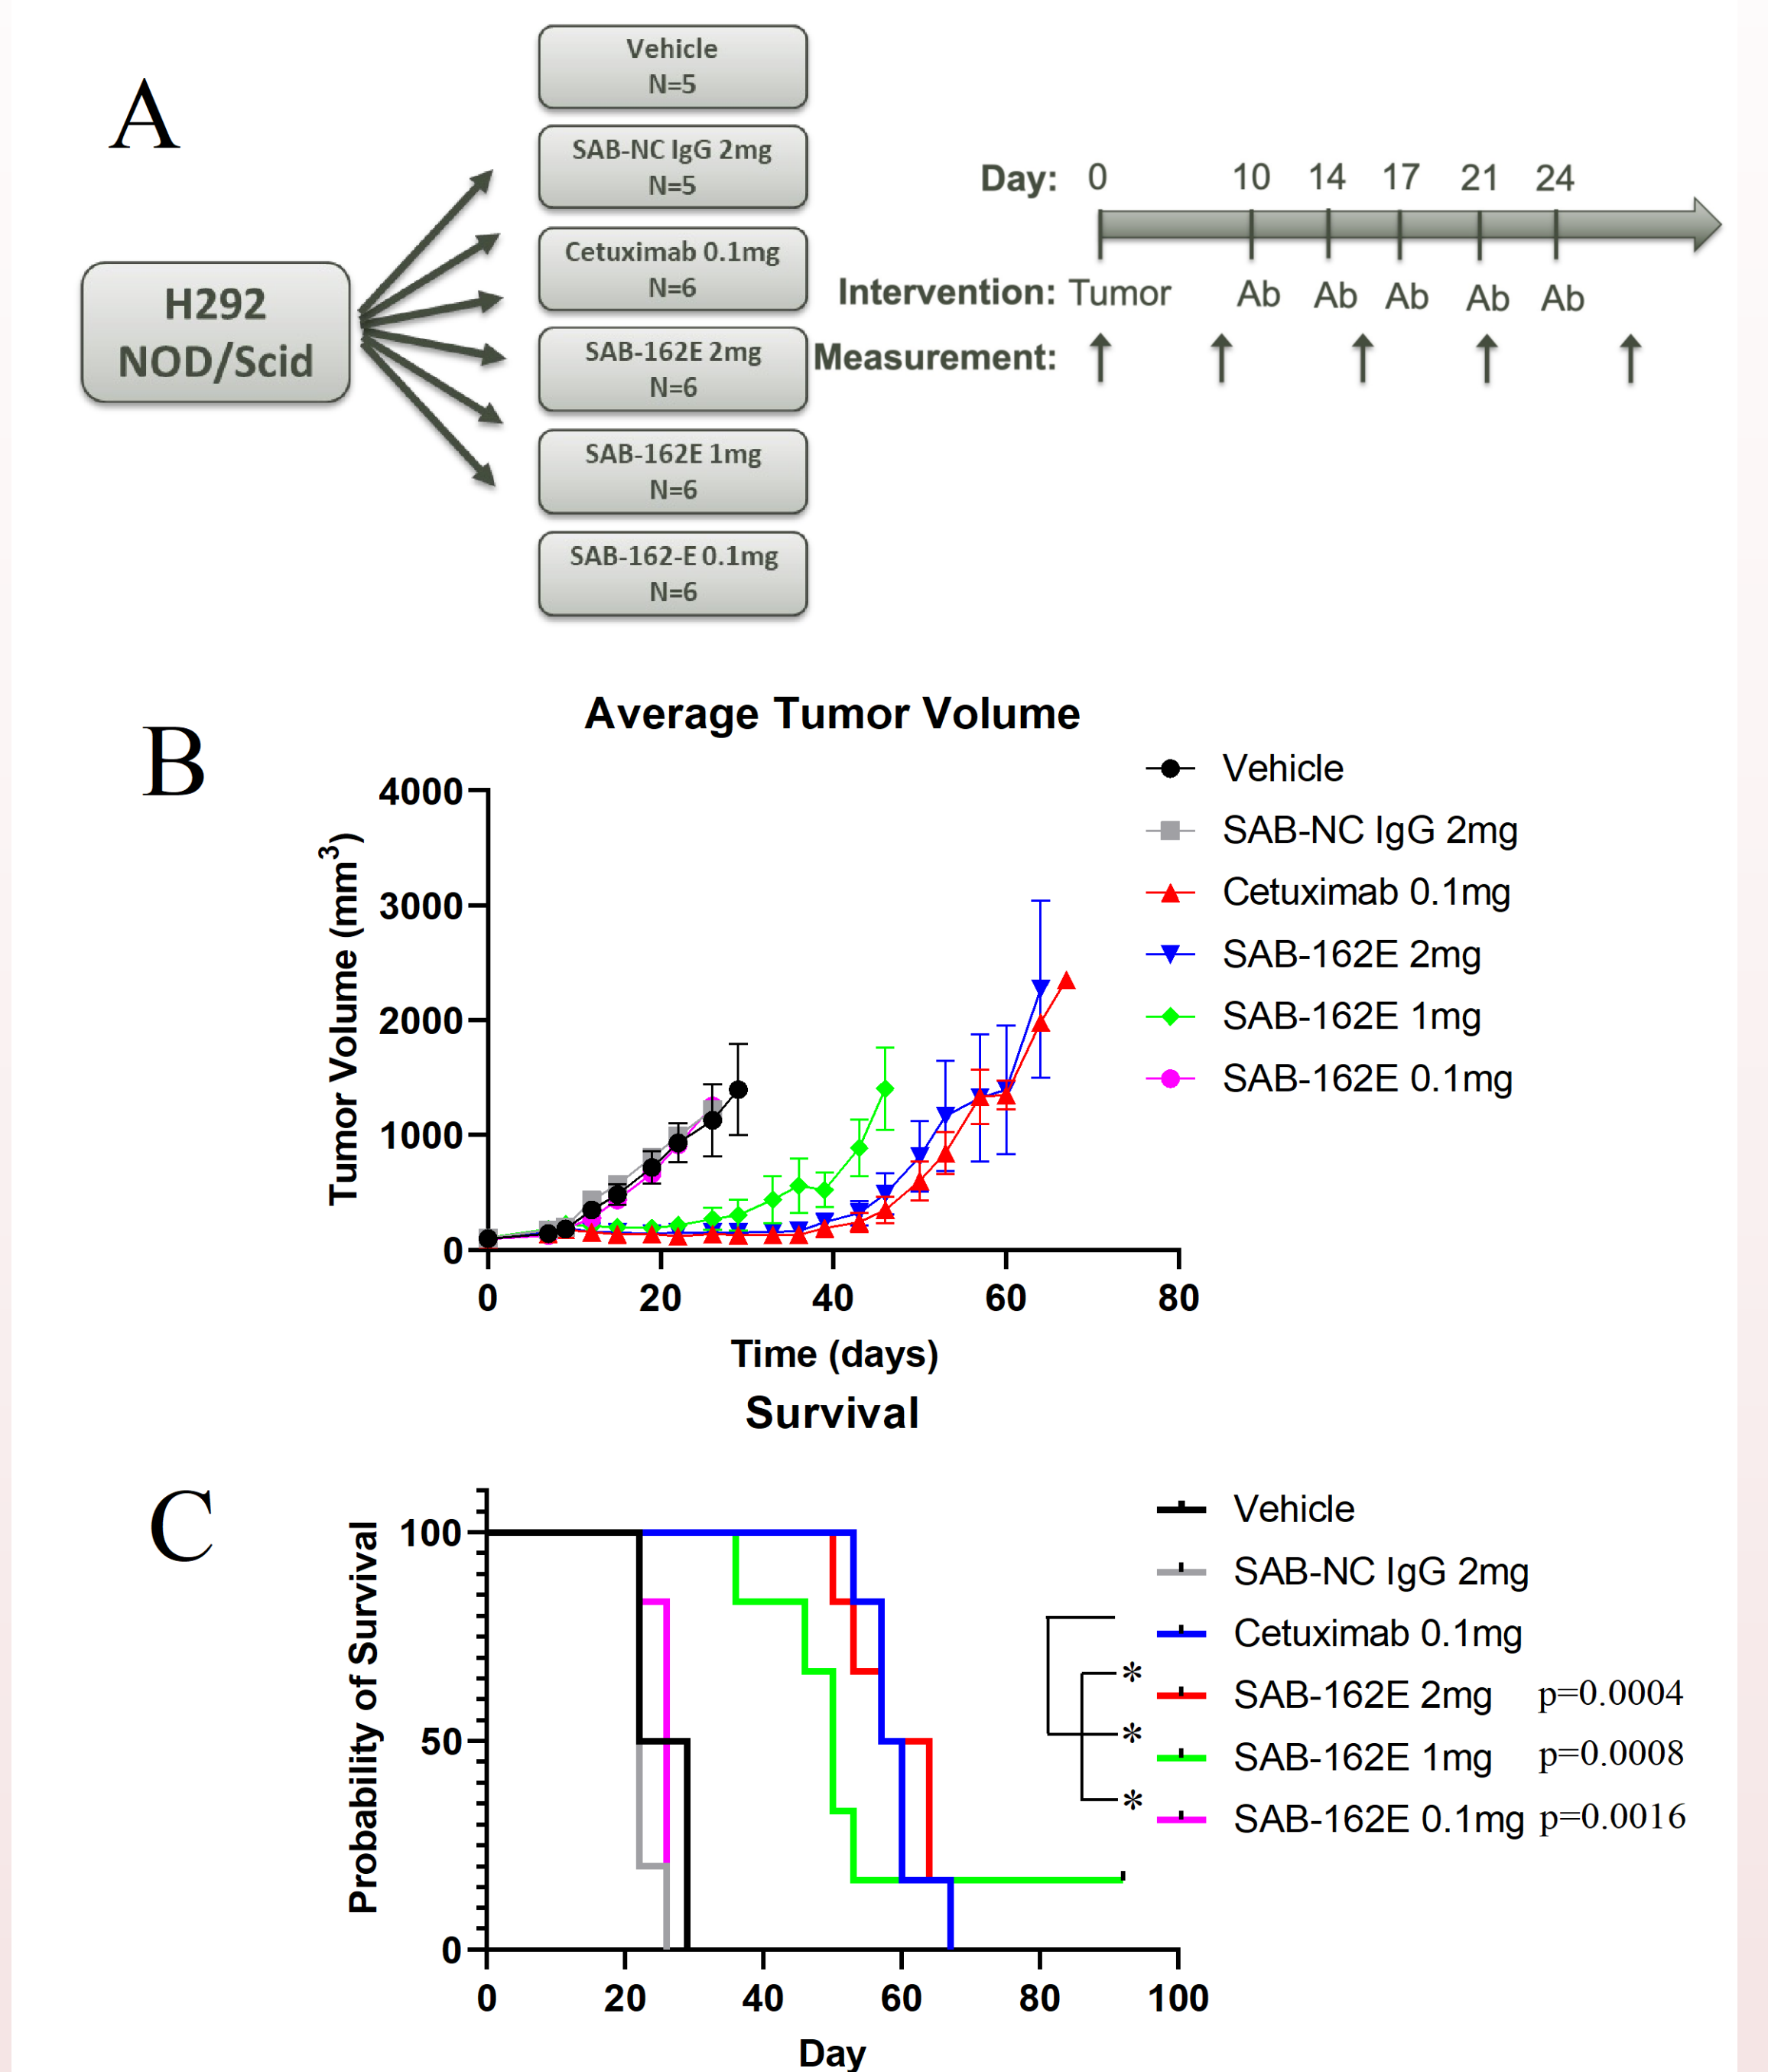 A
Vehicle
N=5
SAB-NC IgG 2mg
N=5
Cetuximab 0.1mg
N=6
SAB-162E 2mg
N=6
SAB-162E 1mg
N=6
SAB-162-E 0.1mg
N=6
H292
NOD/Scid
Day: 0 10 14 17 21 24
Intervention: Tumor Ab Ab Ab Ab Ab
Measurement:
B
Average Tumor Volume
Tumor Volume (mm³)
4000
3000
2000
1000
0
0 20 40 60 80
Time (days)
Vehicle
SAB-NC IgG 2mg
Cetuximab 0.1mg
SAB-162E 2mg
SAB-162E 1mg
SAB-162E 0.1mg
Survival
C
Probability of Survival
100
50
0
0 20 40 60 80 100
Day
Vehicle
SAB-NC IgG 2mg
Cetuximab 0.1mg
* SAB-162E 2mg p=0.0004
* SAB-162E 1mg p=0.0008
* SAB-162E 0.1mg p=0.0016